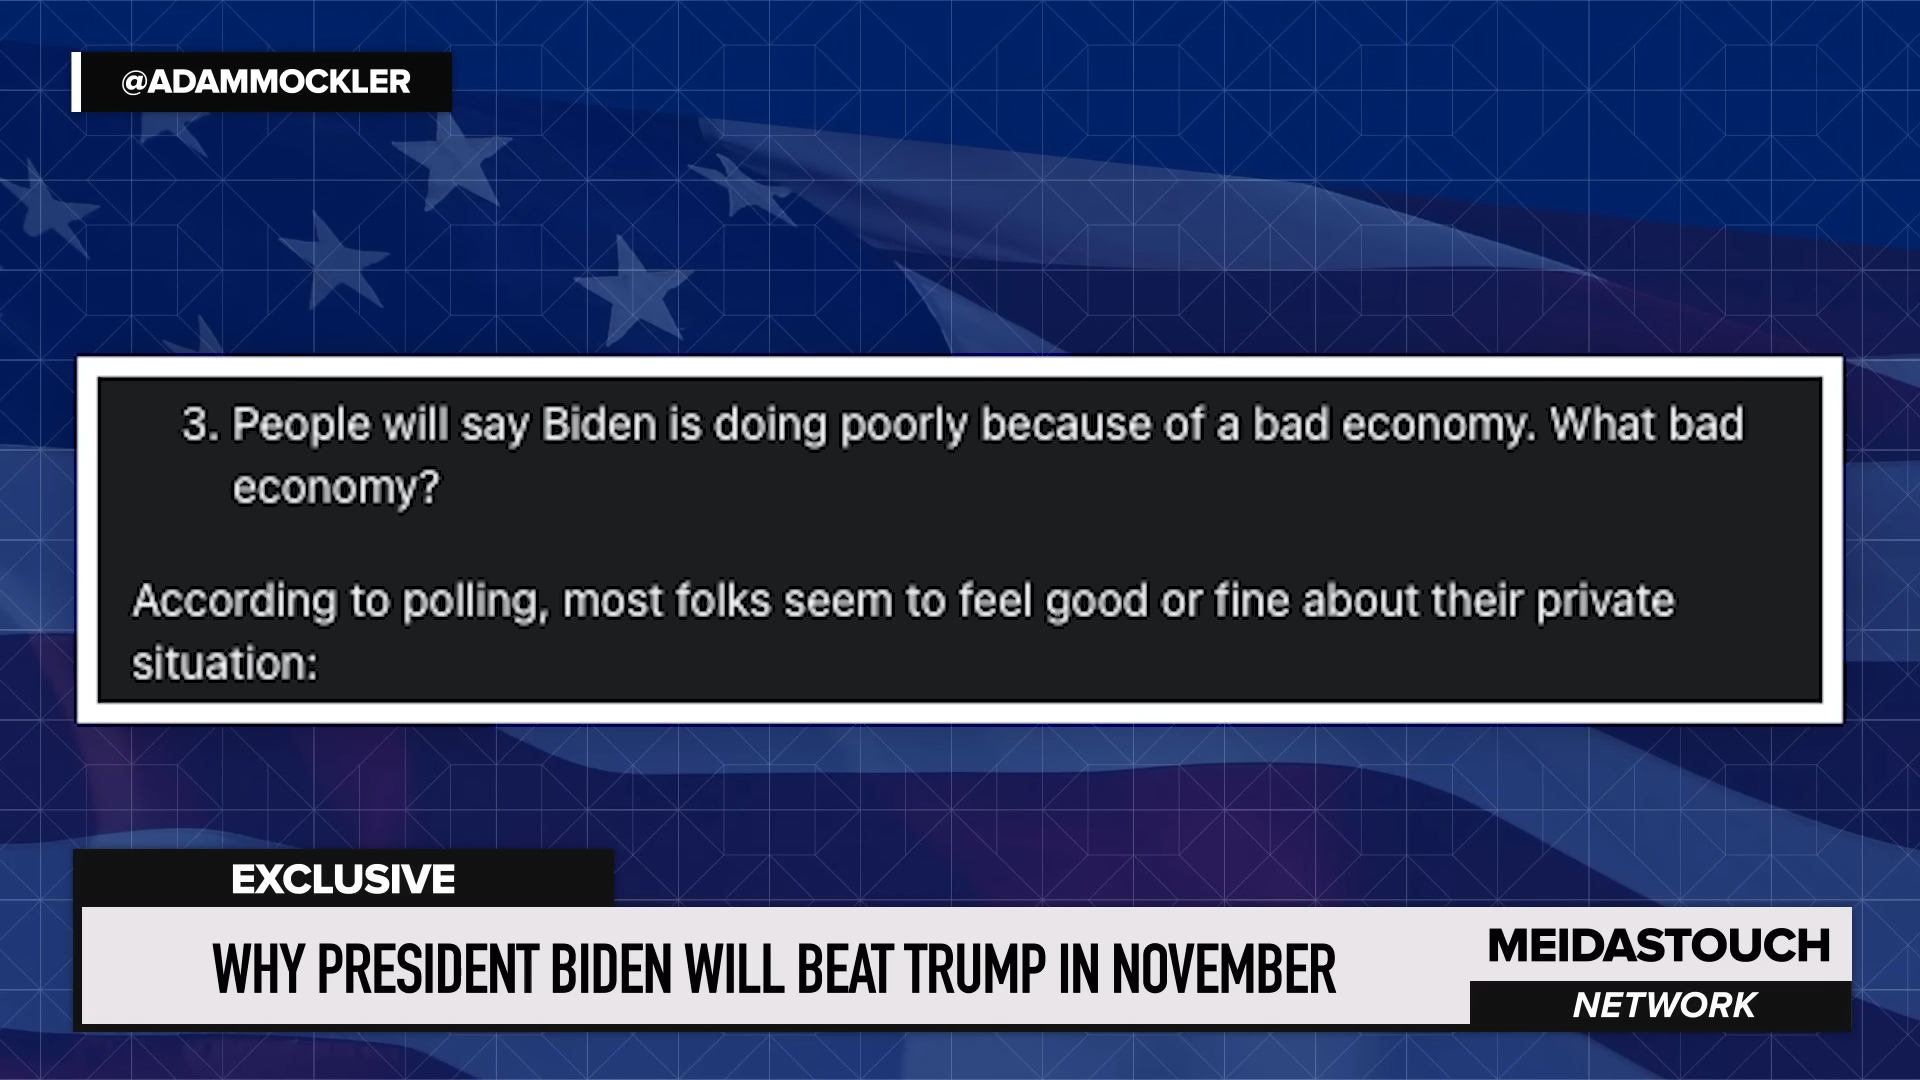 @ADAMMOCKLER
3. People will say Biden is doing poorly because of a bad economy. What bad
economy?
According to polling, most folks seem to feel good or fine about their private
situation:
EXCLUSIVE
WHY PRESIDENT BIDEN WILL BEAT TRUMP IN NOVEMBER
MEIDASTOUCH
NETWORK